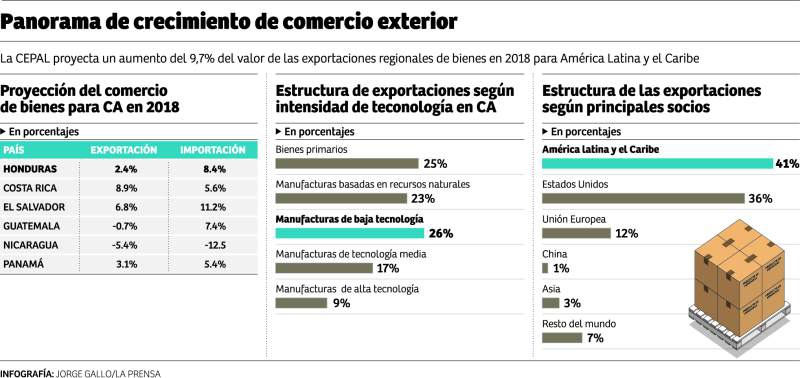 Panorama de crecimiento de comercio exterior
La CEPAL proyecta un aumento del 9,7% del valor de las exportaciones regionales de bienes en 2018 para América Latina y el Caribe
Proyección del comercio
de bienes para CA en 2018
En porcentajes
PAÍS EXPORTACIÓN IMPORTACIÓN
HONDURAS 2.4% 8.4%
COSTA RICA 8.9% 5.6%
EL SALVADOR 6.8% 11.2%
GUATEMALA -0.7% 7.4%
NICARAGUA -5.4% -12.5
PANAMÁ 3.1% 5.4%
Estructura de exportaciones según
intensidad de teconología en CA
En porcentajes
Bienes primarios
25%
Manufacturas basadas en recursos naturales
23%
Manufacturas de baja tecnología
26%
Manufacturas de tecnología media
17%
Manufacturas de alta tecnología
9%
Estructura de las exportaciones
según principales socios
En porcentajes
América latina y el Caribe
41%
Estados Unidos
36%
Unión Europea
12%
China
1%
Asia
3%
Resto del mundo
7%
INFOGRAFÍA: JORGE GALLO/LA PRENSA